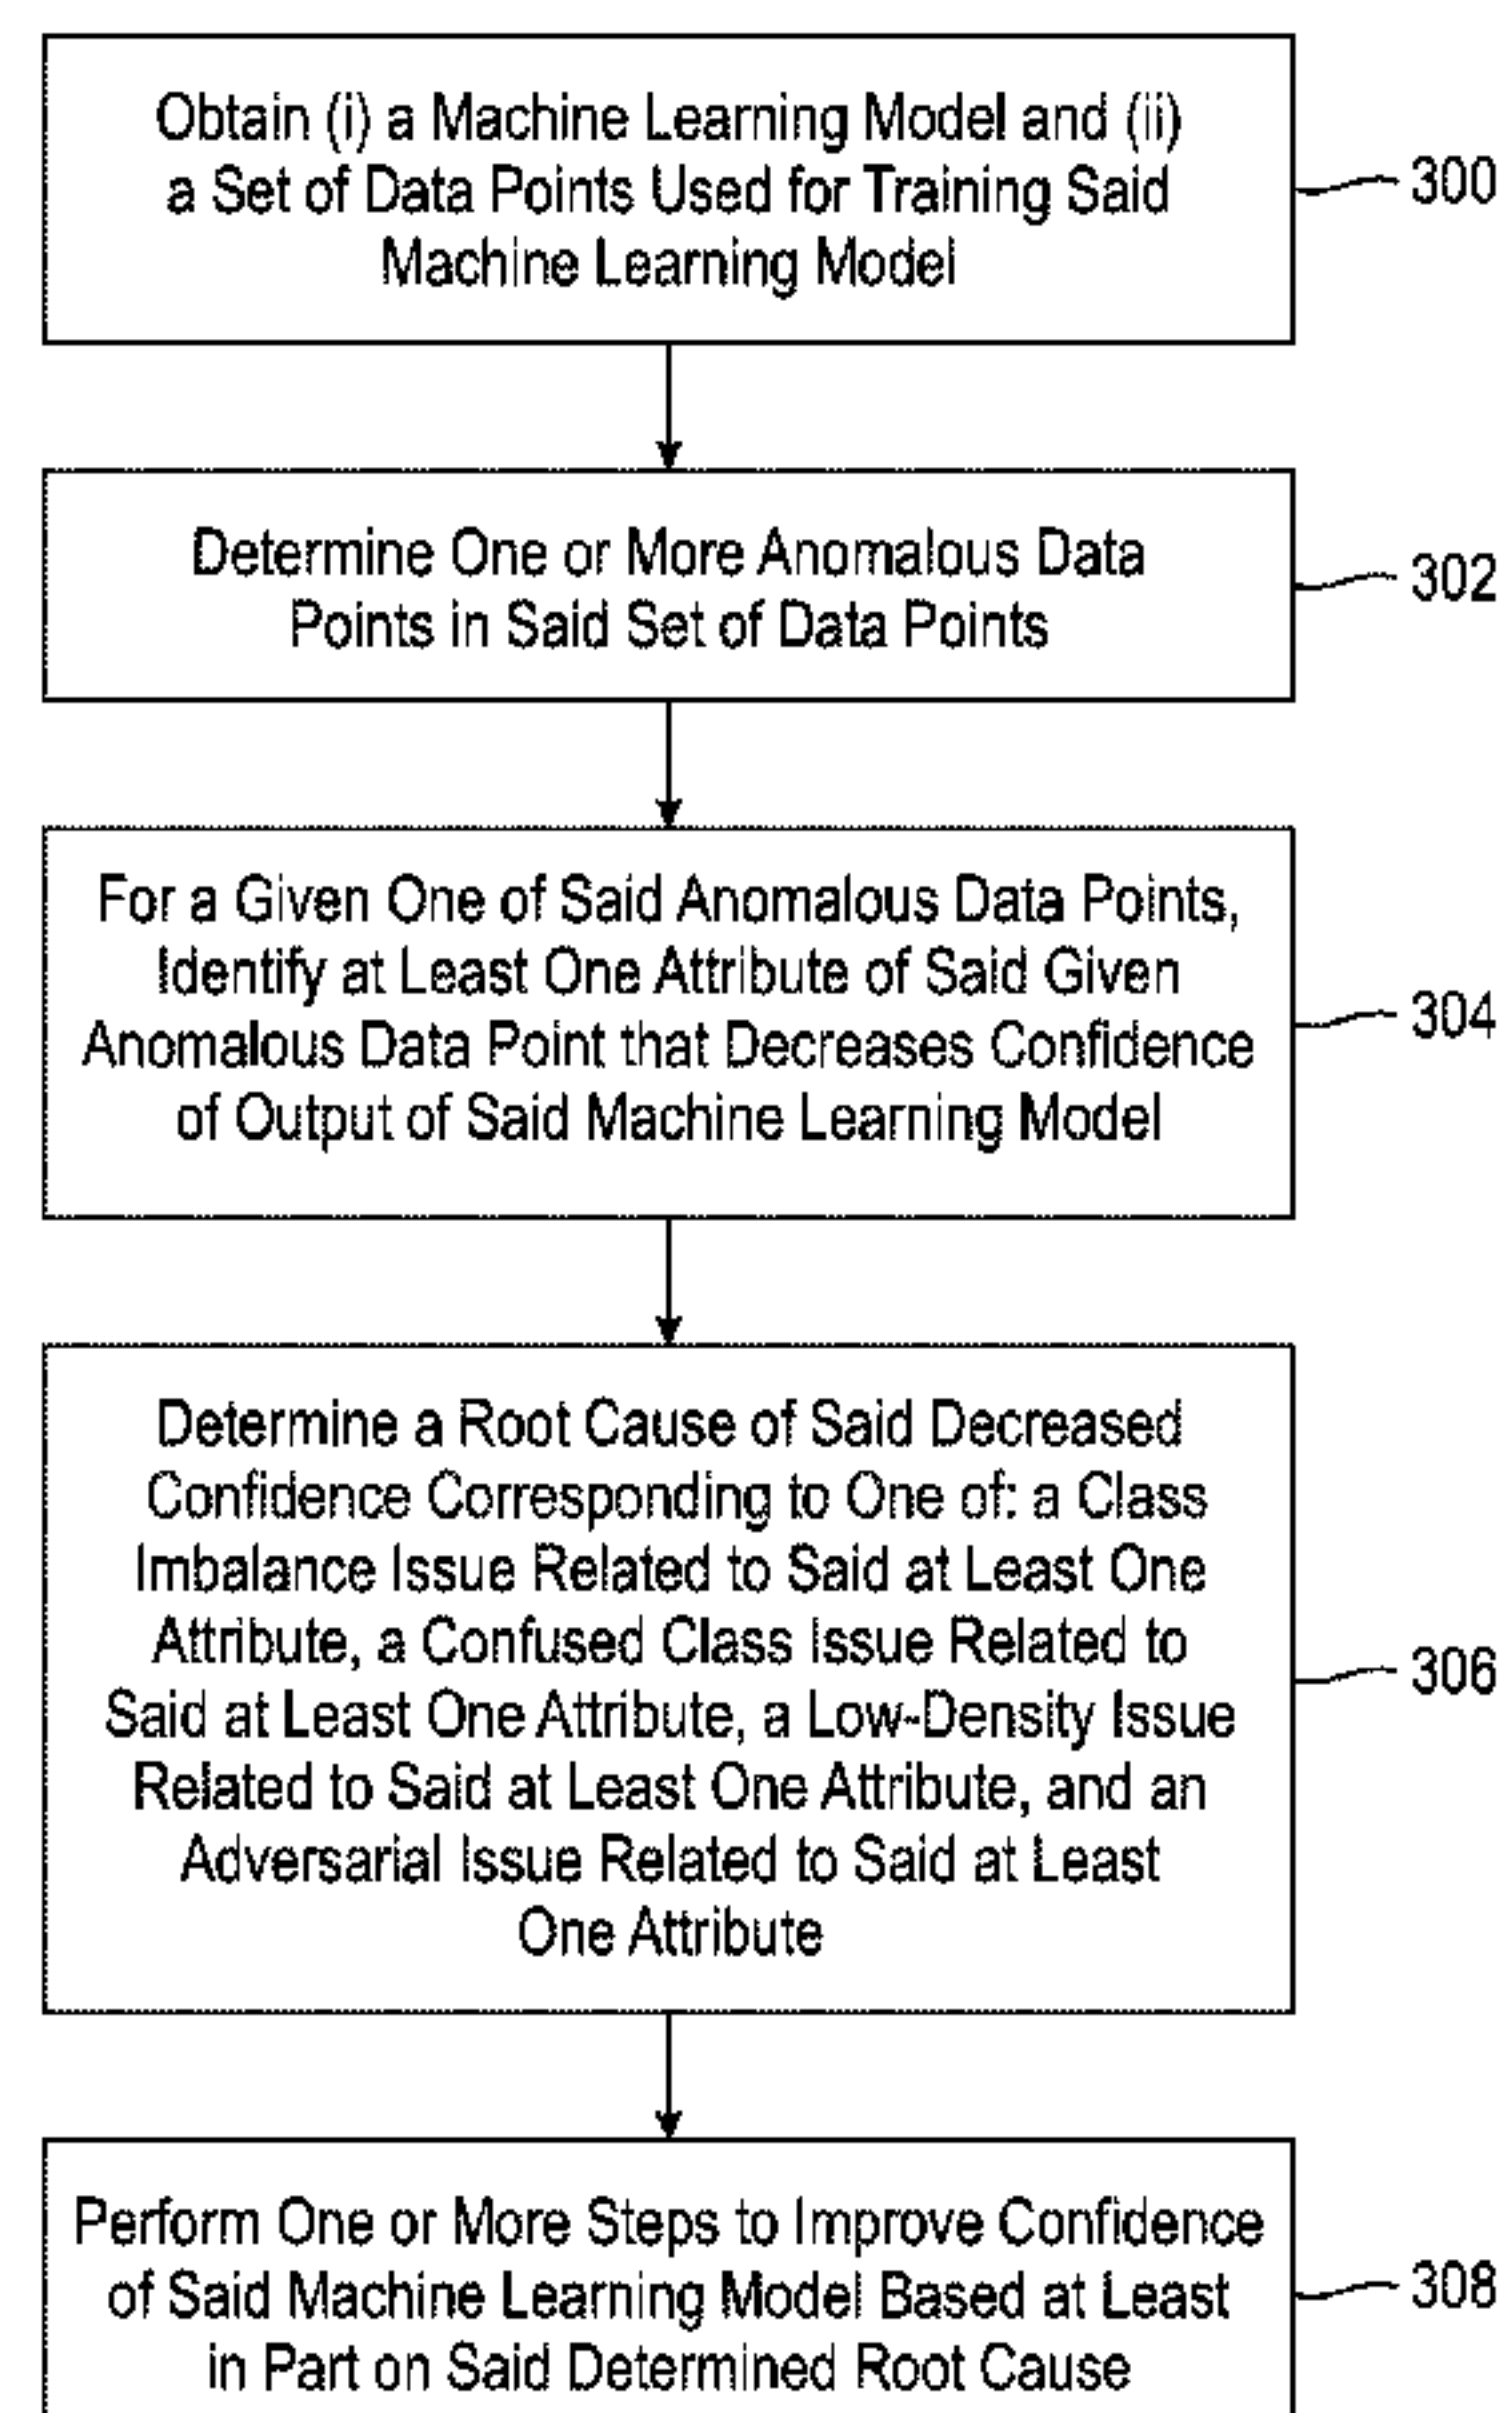 Obtain (i) a Machine Learning Model and (ii)
a Set of Data Points Used for Training Said
Machine Learning Model
300
Determine One or More Anomalous Data
Points in Said Set of Data Points
302
For a Given One of Said Anomalous Data Points,
Identify at Least One Attribute of Said Given
Anomalous Data Point that Decreases Confidence
of Output of Said Machine Learning Model
304
Determine a Root Cause of Said Decreased
Confidence Corresponding to One of: a Class
Imbalance Issue Related to Said at Least One
Attribute, a Confused Class Issue Related to
Said at Least One Attribute, a Low-Density Issue
Related to Said at Least One Attribute, and an
Adversarial Issue Related to Said at Least
One Attribute
306
Perform One or More Steps to Improve Confidence
of Said Machine Learning Model Based at Least
in Part on Said Determined Root Cause
308